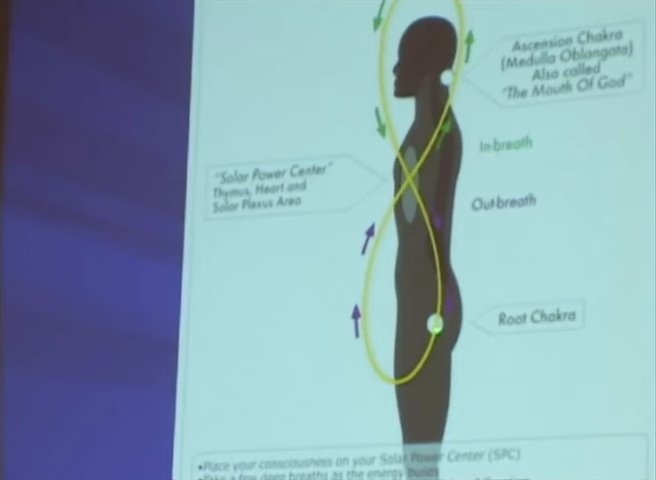 Ascension Chakra
(Medulla Oblongata)
Also called
"The Mouth Of God"
In-breath
"Solar Power Center"
Thymus, Heart and
Solar Plexus Area
Out-breath
Root Chakra
•Place your consciousness on your Solar Power Center (SPC)
•Take a few deep breaths as the energy builds